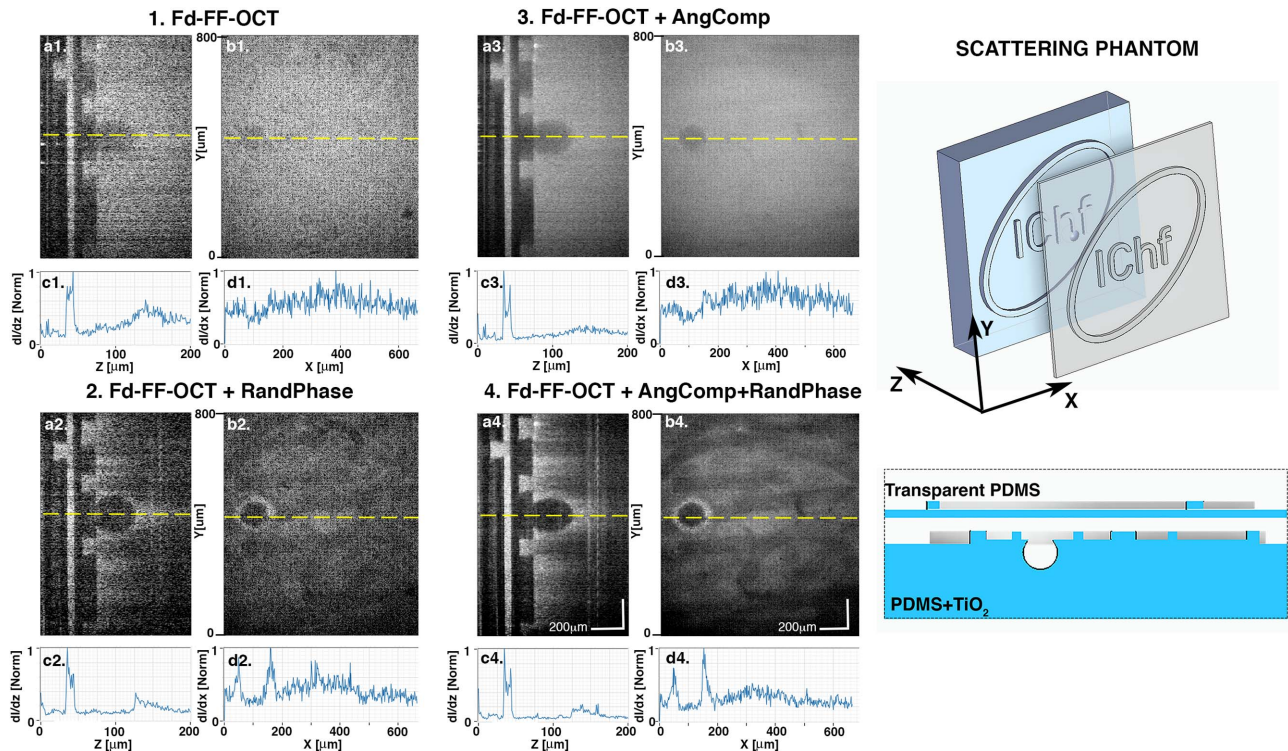 1. Fd-FF-OCT
a1.
b1.
800
Y[um]
0
c1.
d1.
dI/dz [Norm]
1
0
0 100 200
Z [µm]
dI/dx [Norm]
0 200 400 600
X [µm]
2. Fd-FF-OCT + RandPhase
a2.
b2.
800
Y[um]
0
c2.
d2.
dI/dz [Norm]
1
0
0 100 200
Z [µm]
dI/dx [Norm]
0 200 400 600
X [µm]
3. Fd-FF-OCT + AngComp
a3.
b3.
800
Y[um]
0
c3.
d3.
dI/dz [Norm]
1
0
0 100 200
Z [µm]
dI/dx [Norm]
0 200 400 600
X [µm]
4. Fd-FF-OCT + AngComp+RandPhase
a4.
b4.
800
Y[um]
0
200µm
200µm
c4.
d4.
dI/dz [Norm]
1
0
0 100 200
Z [µm]
dI/dx [Norm]
0 200 400 600
X [µm]
SCATTERING PHANTOM
IChf
IChf
Y
Z
X
Transparent PDMS
PDMS+TiO₂